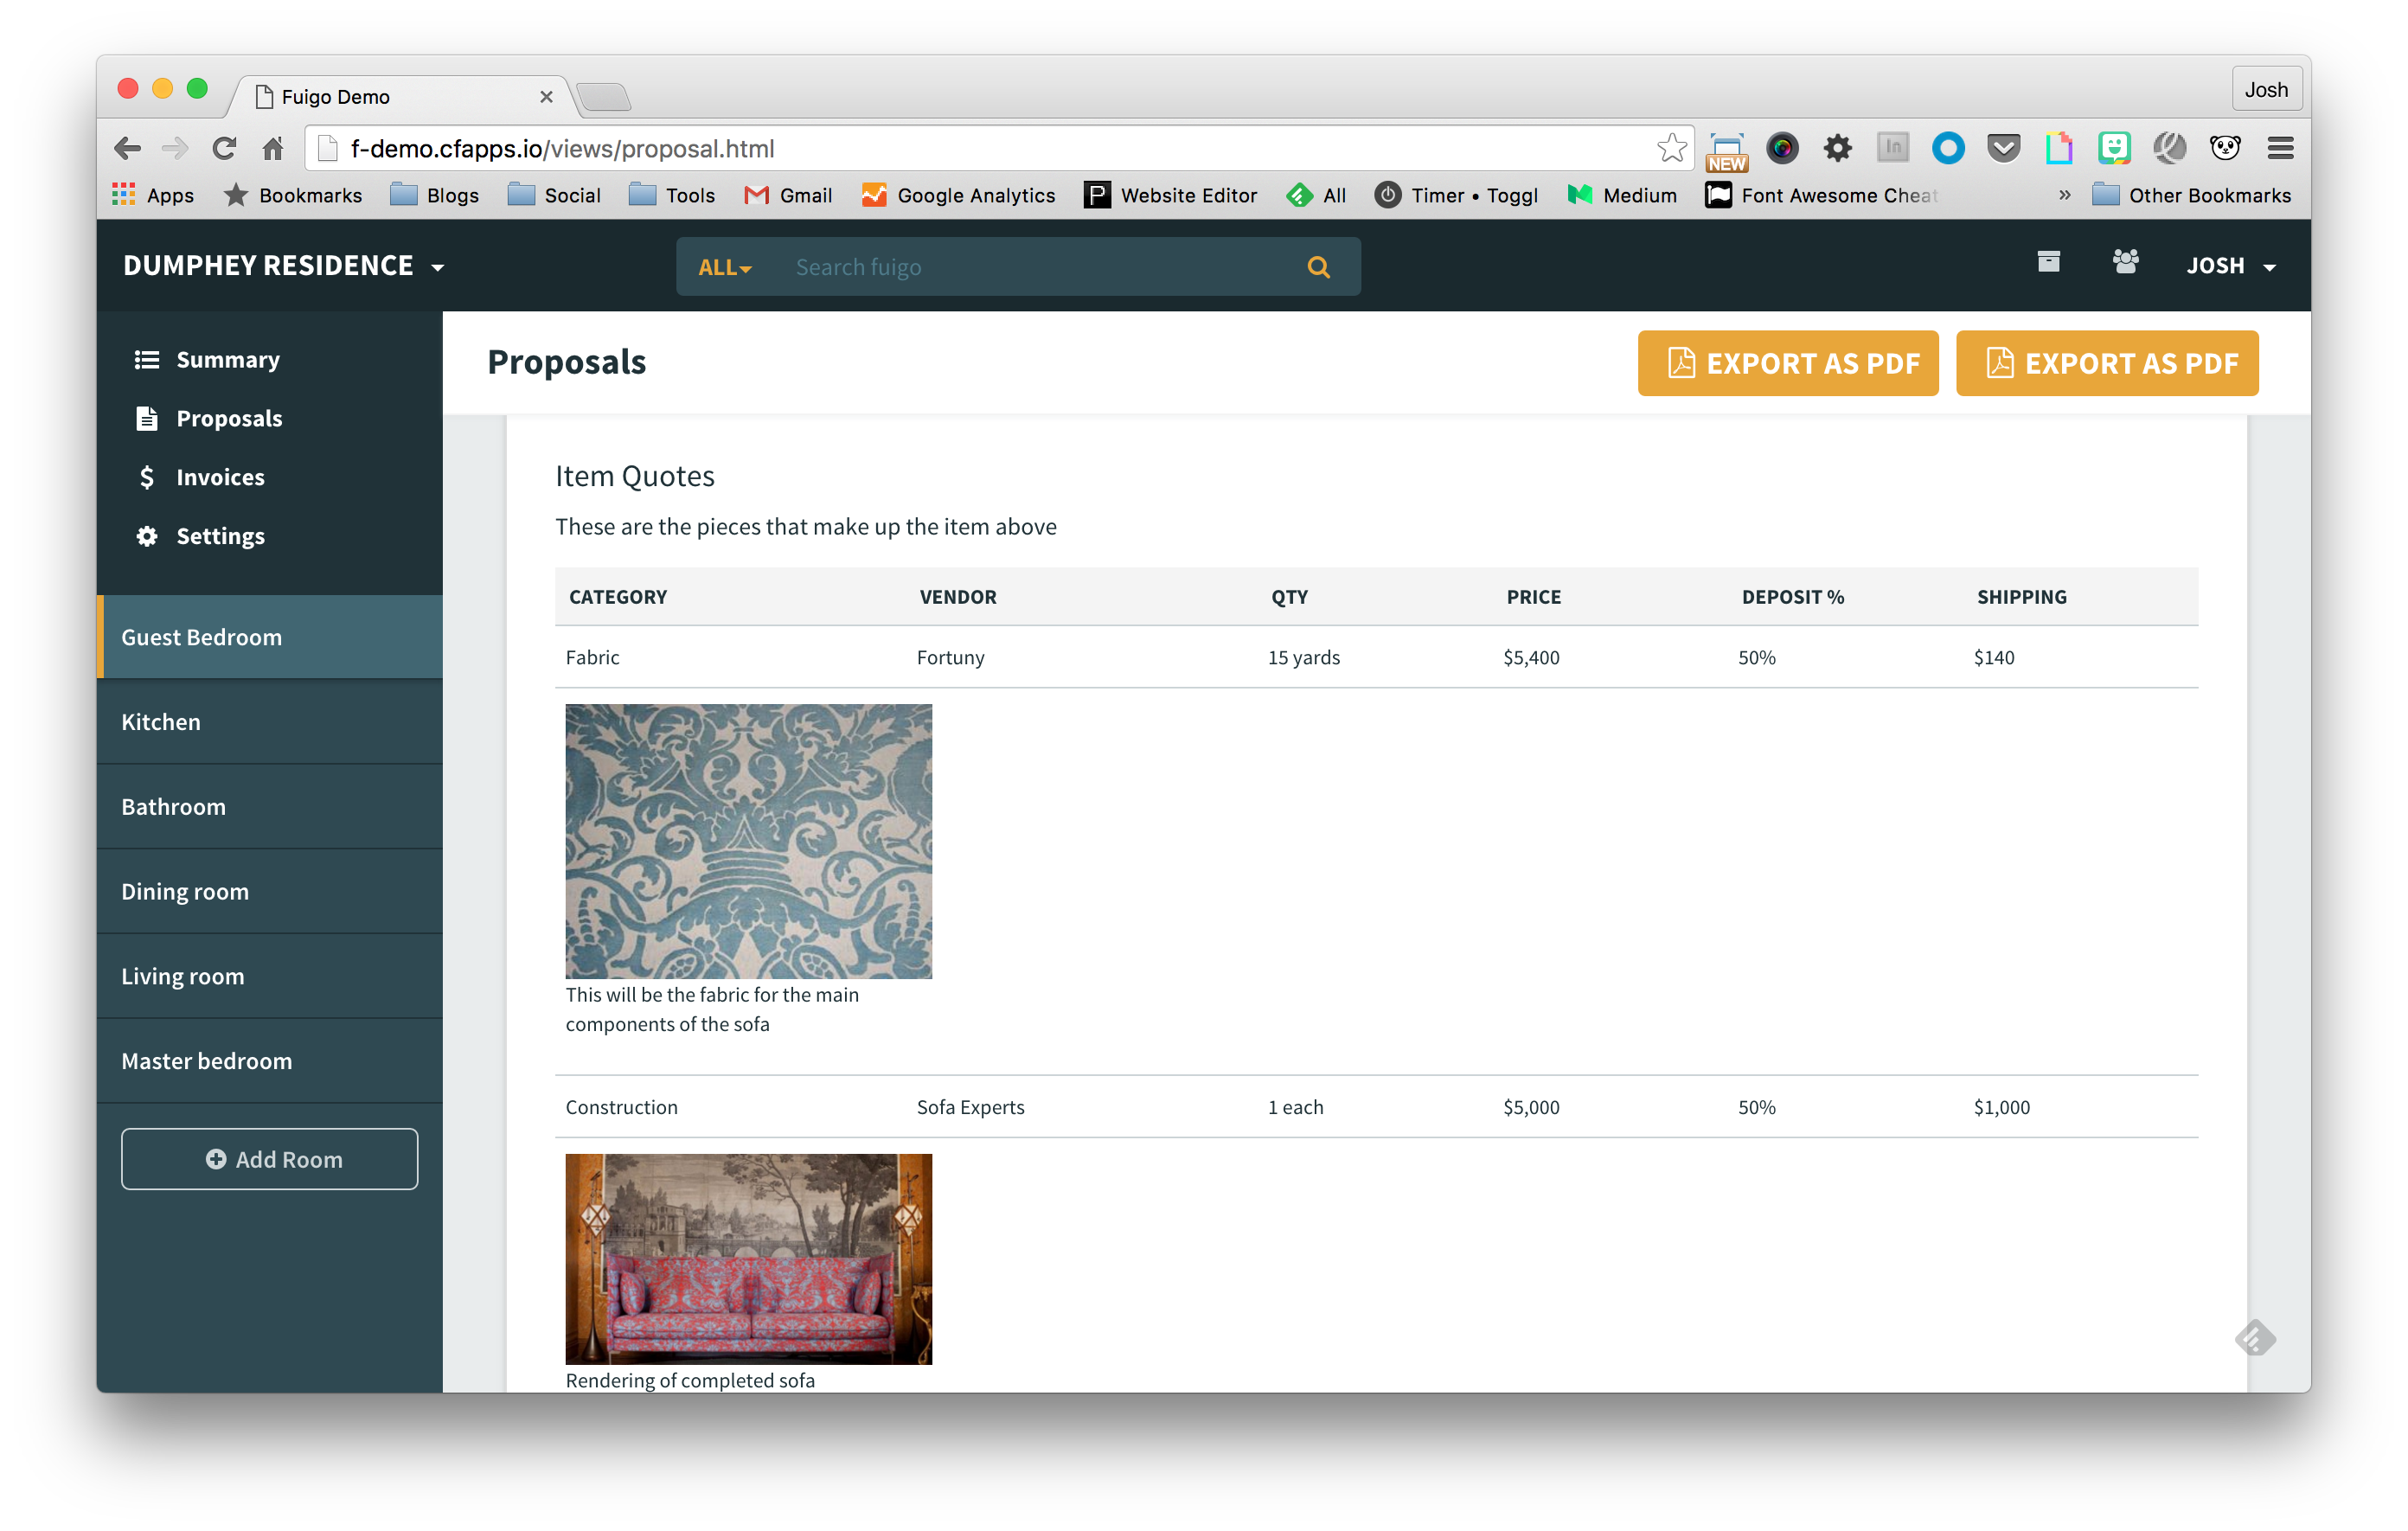 Fuigo Demo
Josh
f-demo.cfapps.io/views/proposal.html
NEW
In
Apps
Bookmarks
Blogs
Social
Tools
Gmail
Google Analytics
P
Website Editor
All
Timer • Toggl
Medium
Font Awesome Cheat
»
Other Bookmarks
DUMPHEY RESIDENCE
ALL
Search fuigo
JOSH
Summary
Proposals
Invoices
Settings
Guest Bedroom
Kitchen
Bathroom
Dining room
Living room
Master bedroom
Add Room
Proposals
EXPORT AS PDF
EXPORT AS PDF
Item Quotes
These are the pieces that make up the item above
CATEGORY VENDOR QTY PRICE DEPOSIT % SHIPPING
Fabric Fortuny 15 yards $5,400 50% $140
This will be the fabric for the main
components of the sofa
Construction Sofa Experts 1 each $5,000 50% $1,000
Rendering of completed sofa